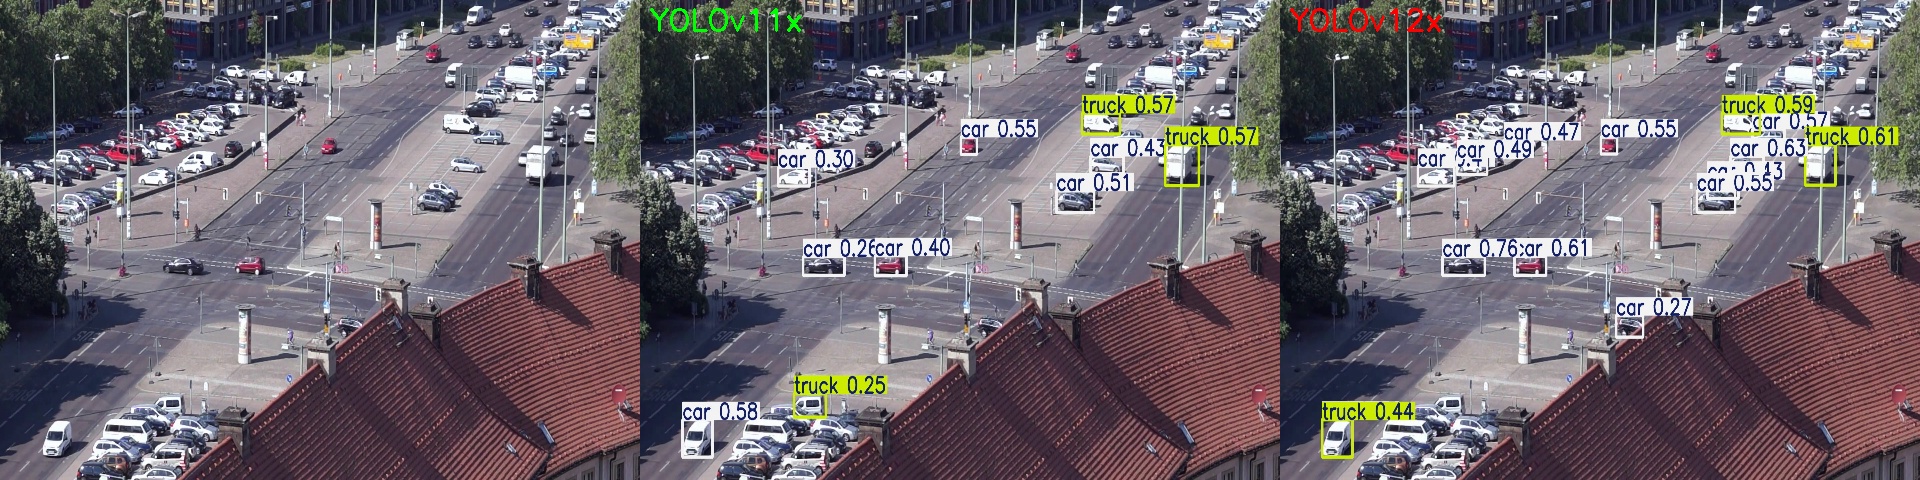 YOLOv11x
YOLOv12x
truck 0.57
truck 0.57
car 0.55
car 0.43
car 0.30
car 0.51
car 0.26
car 0.40
truck 0.25
car 0.58
truck 0.59
0.57
truck 0.61
car 0.47
car 0.55
car 0.49
car 0.63
car
0.43
car 0.55
car 0.76
car 0.61
car 0.27
truck 0.44